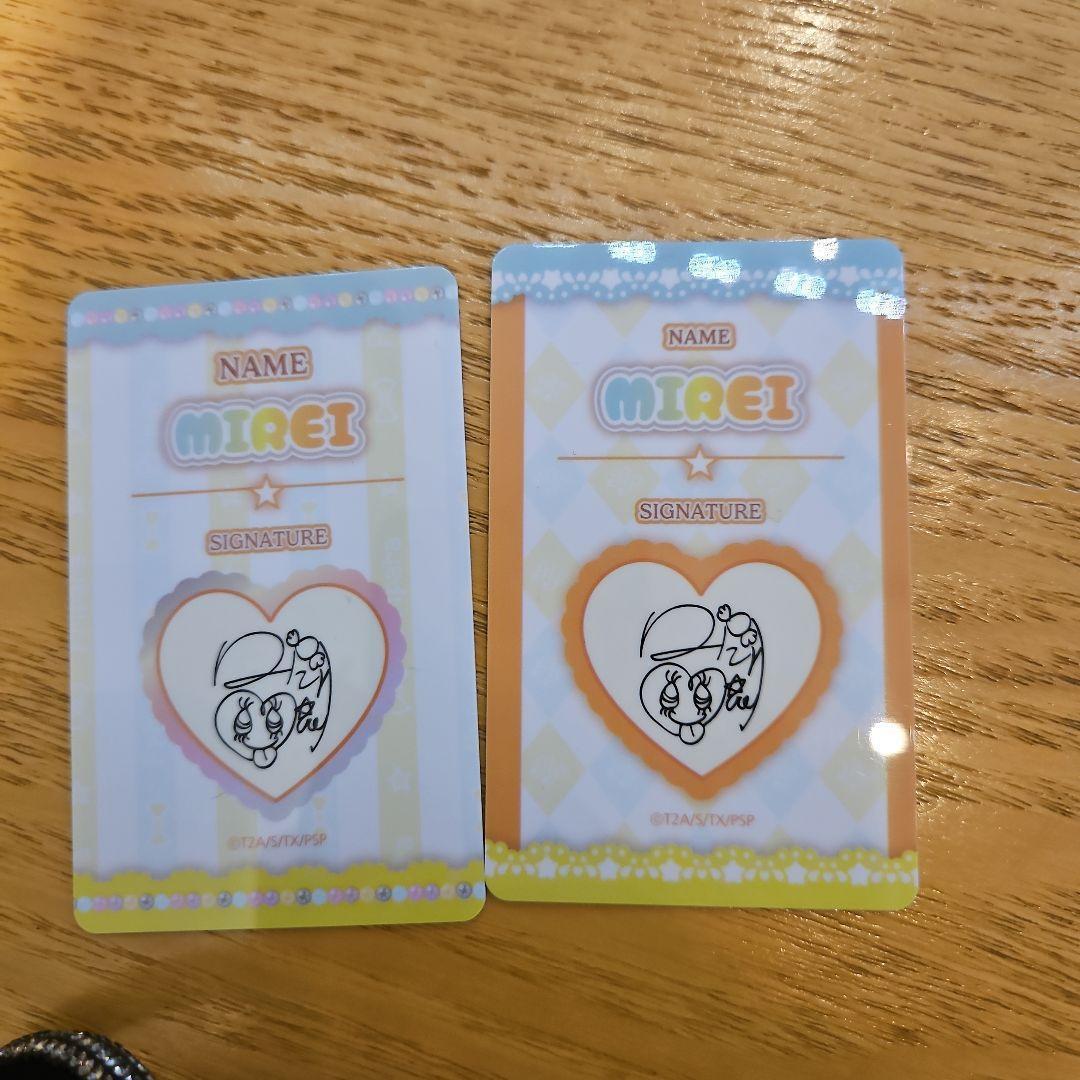 NAME
MIREI
SIGNATURE
©T2A/S/TX/PSP
NAME
MIREI
SIGNATURE
©T2A/S/TX/PSP